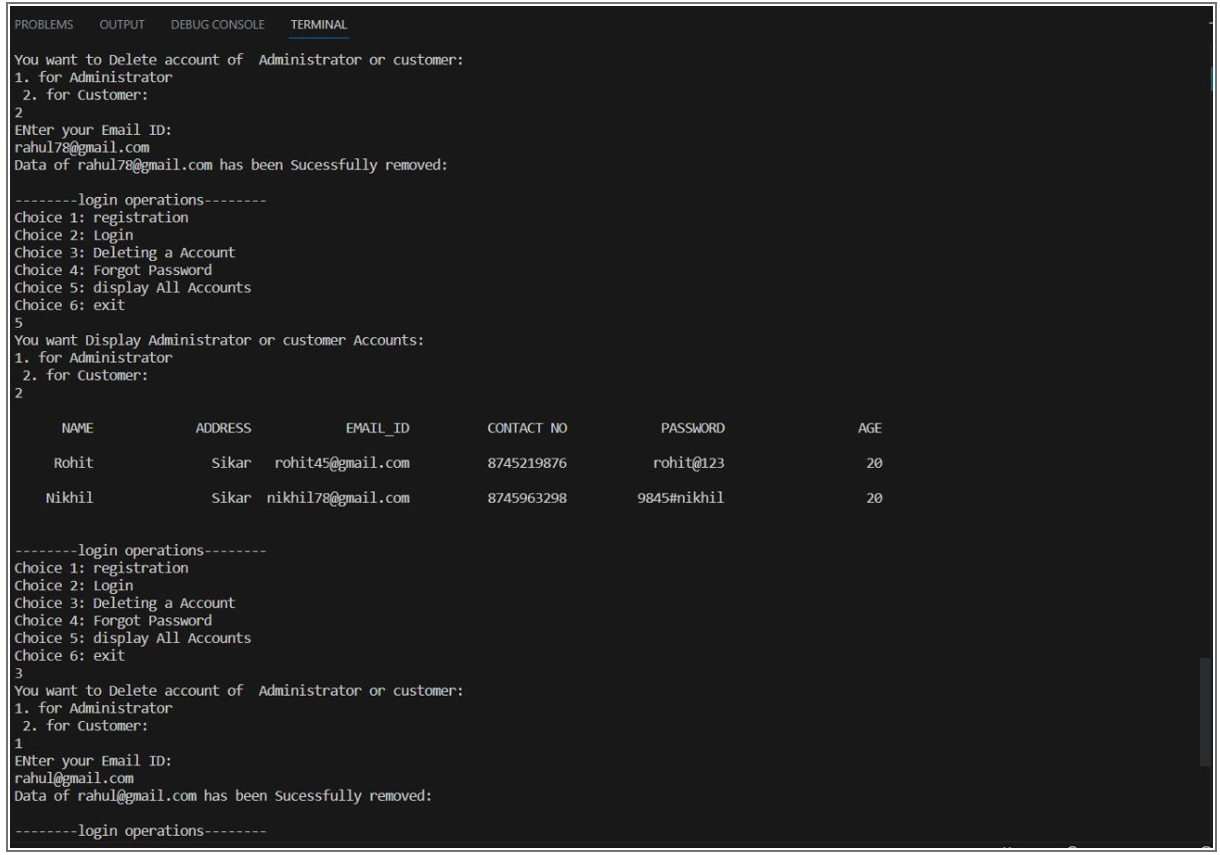 PROBLEMS OUTPUT DEBUG CONSOLE TERMINAL
You want to Delete account of  Administrator or customer:
1. for Administrator
 2. for Customer:
2
ENter your Email ID:
rahul78@gmail.com
Data of rahul78@gmail.com has been Sucessfully removed:
--------login operations--------
Choice 1: registration
Choice 2: Login
Choice 3: Deleting a Account
Choice 4: Forgot Password
Choice 5: display All Accounts
Choice 6: exit
5
You want Display Administrator or customer Accounts:
1. for Administrator
 2. for Customer:
2
NAME ADDRESS EMAIL_ID CONTACT NO PASSWORD AGE
Rohit Sikar rohit45@gmail.com 8745219876 rohit@123 20
Nikhil Sikar nikhil78@gmail.com 8745963298 9845#nikhil 20
--------login operations--------
Choice 1: registration
Choice 2: Login
Choice 3: Deleting a Account
Choice 4: Forgot Password
Choice 5: display All Accounts
Choice 6: exit
3
You want to Delete account of  Administrator or customer:
1. for Administrator
 2. for Customer:
1
ENter your Email ID:
rahul@gmail.com
Data of rahul@gmail.com has been Sucessfully removed:
--------login operations--------